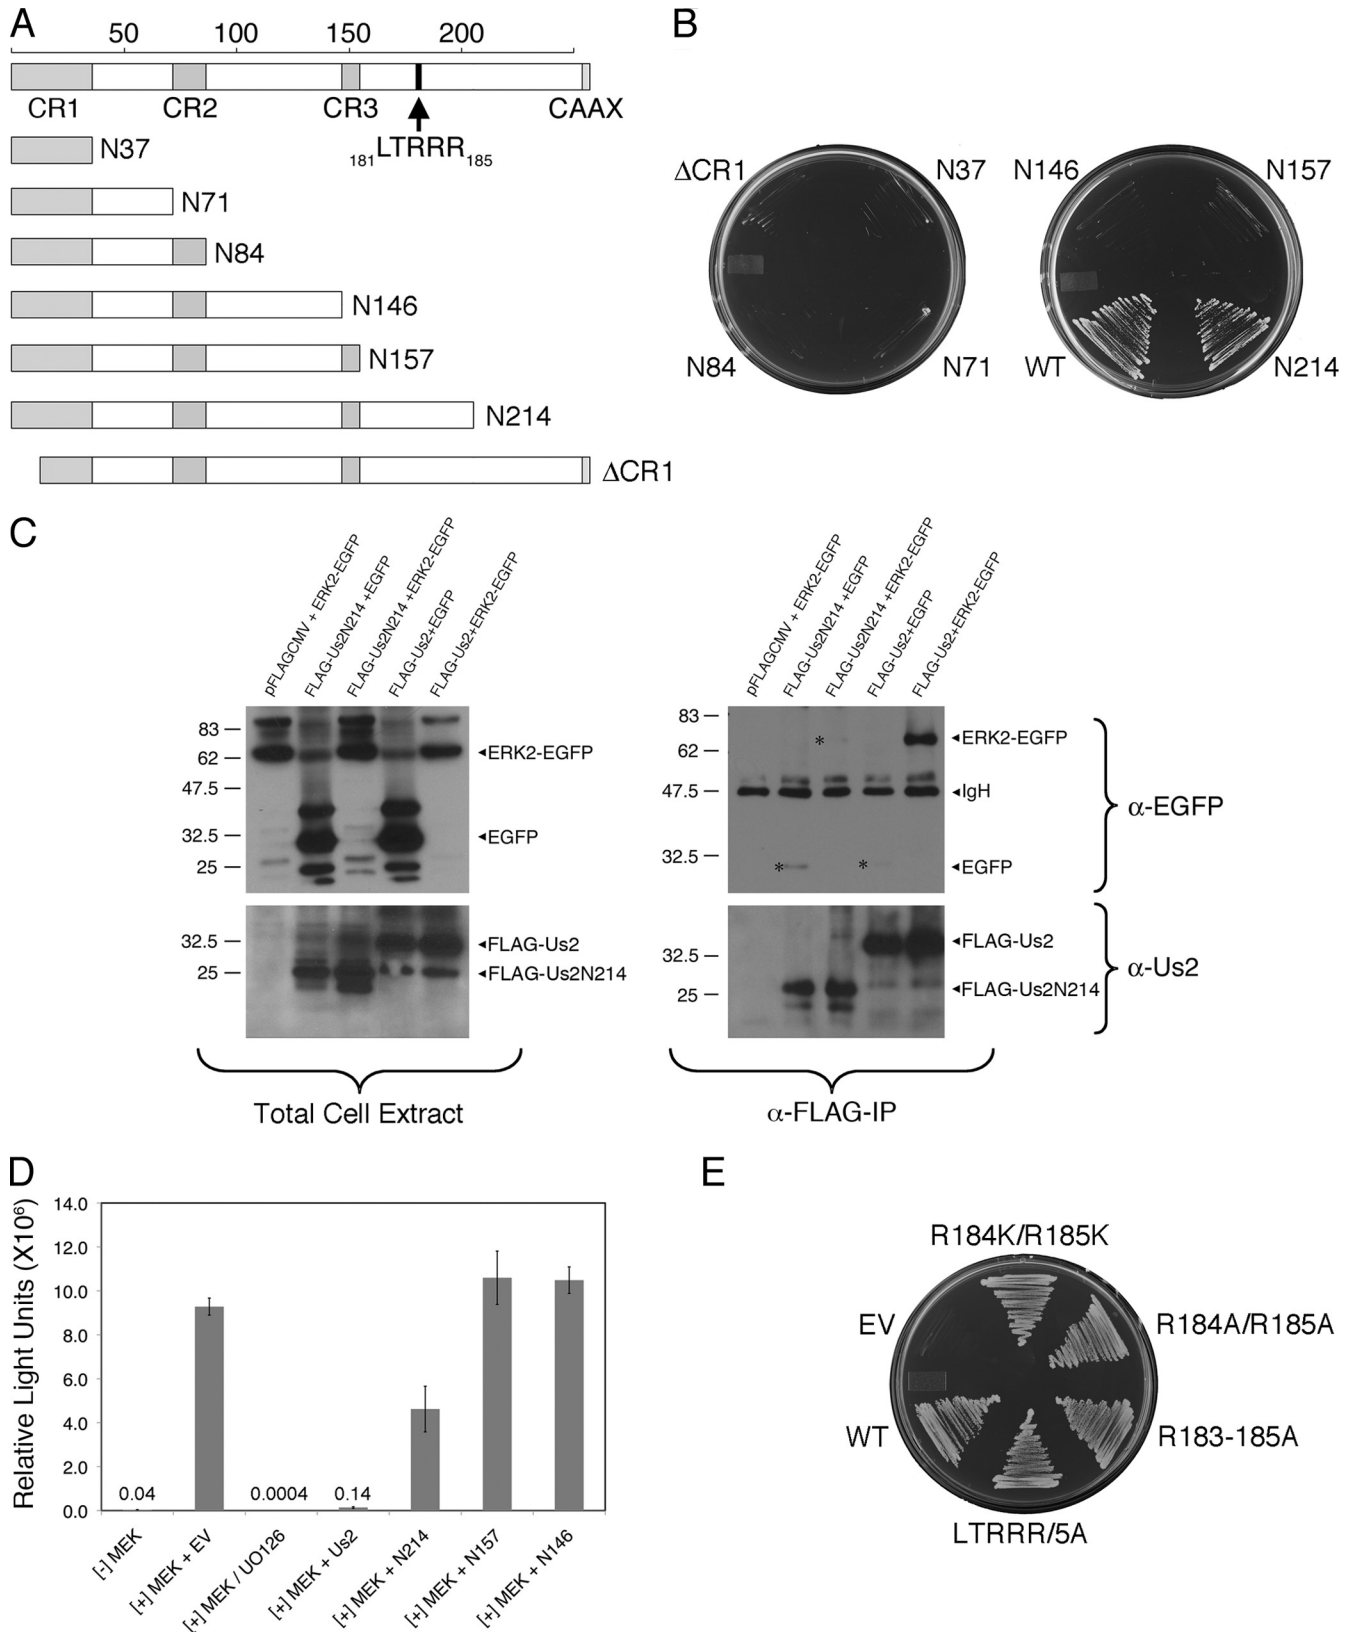 A
50 100 150 200
CR1 CR2 CR3 CAAX
181LTRRR185
N37
N71
N84
N146
N157
N214
ΔCR1
B
ΔCR1 N37
N84 N71
N146 N157
WT N214
C
pFLAGCMV + ERK2-EGFP
FLAG-Us2N214 +EGFP
FLAG-Us2N214 +ERK2-EGFP
FLAG-Us2+EGFP
FLAG-Us2+ERK2-EGFP
83
62
47.5
32.5
25
ERK2-EGFP
EGFP
32.5
25
FLAG-Us2
FLAG-Us2N214
Total Cell Extract
pFLAGCMV + ERK2-EGFP
FLAG-Us2N214 +EGFP
FLAG-Us2N214 +ERK2-EGFP
FLAG-Us2+EGFP
FLAG-Us2+ERK2-EGFP
83
62
47.5
32.5
*
* *
ERK2-EGFP
IgH
EGFP
α-EGFP
32.5
25
FLAG-Us2
FLAG-Us2N214
α-Us2
α-FLAG-IP
D
Relative Light Units (X10⁶)
14.0
12.0
10.0
8.0
6.0
4.0
2.0
0.0
0.04 0.0004 0.14
[-] MEK
[+] MEK + EV
[+] MEK / UO126
[+] MEK + Us2
[+] MEK + N214
[+] MEK + N157
[+] MEK + N146
E
R184K/R185K
EV R184A/R185A
WT R183-185A
LTRRR/5A